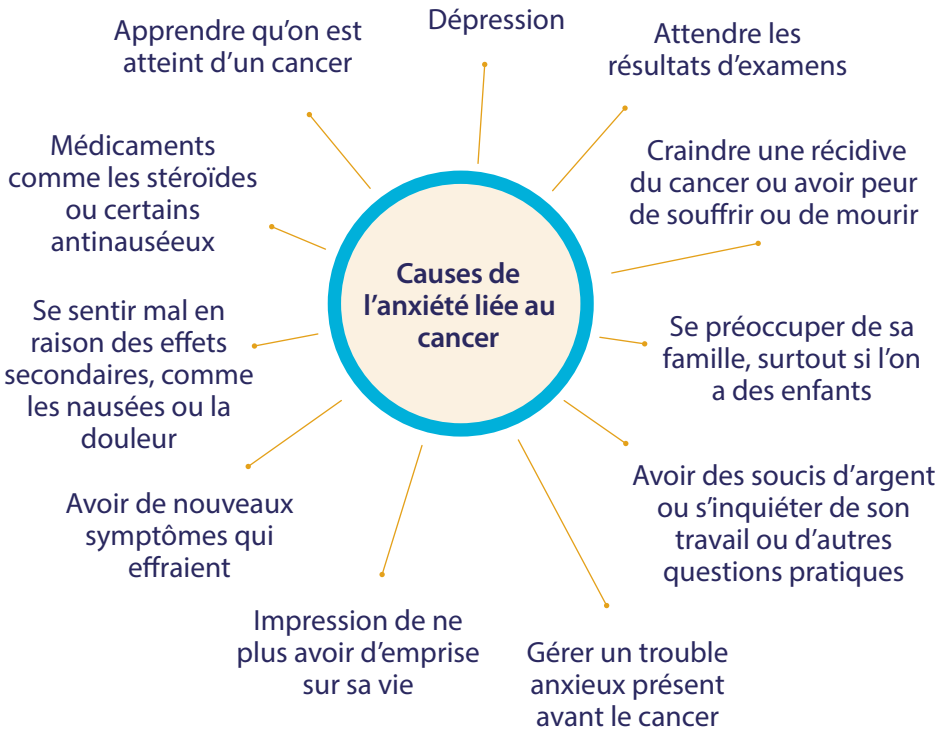 Dépression
Apprendre qu'on est
atteint d'un cancer
Attendre les
résultats d'examens
Médicaments
comme les stéroïdes
ou certains
antinauséeux
Craindre une récidive
du cancer ou avoir peur
de souffrir ou de mourir
Causes de
l'anxiété liée au
cancer
Se sentir mal en
raison des effets
secondaires, comme
les nausées ou la
douleur
Se préoccuper de sa
famille, surtout si l'on
a des enfants
Avoir de nouveaux
symptômes qui
effraient
Avoir des soucis d'argent
ou s'inquiéter de son
travail ou d'autres
questions pratiques
Impression de ne
plus avoir d'emprise
sur sa vie
Gérer un trouble
anxieux présent
avant le cancer